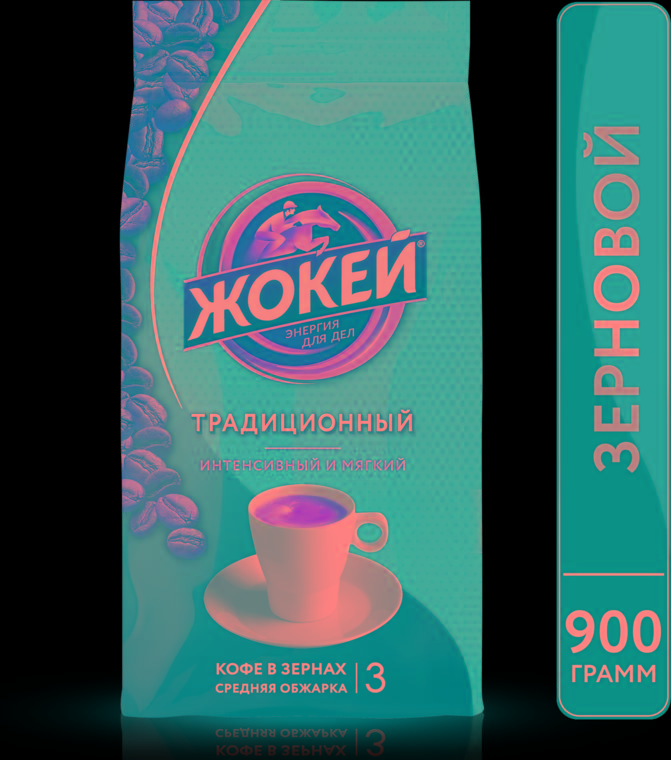 ЖОКЕЙ®
ЭНЕРГИЯ
ДЛЯ ДЕЛ
ТРАДИЦИОННЫЙ
ИНТЕНСИВНЫЙ И МЯГКИЙ
КОФЕ В ЗЕРНАХ
СРЕДНЯЯ ОБЖАРКА
3
ЗЕРНОВОЙ
900
ГРАММ